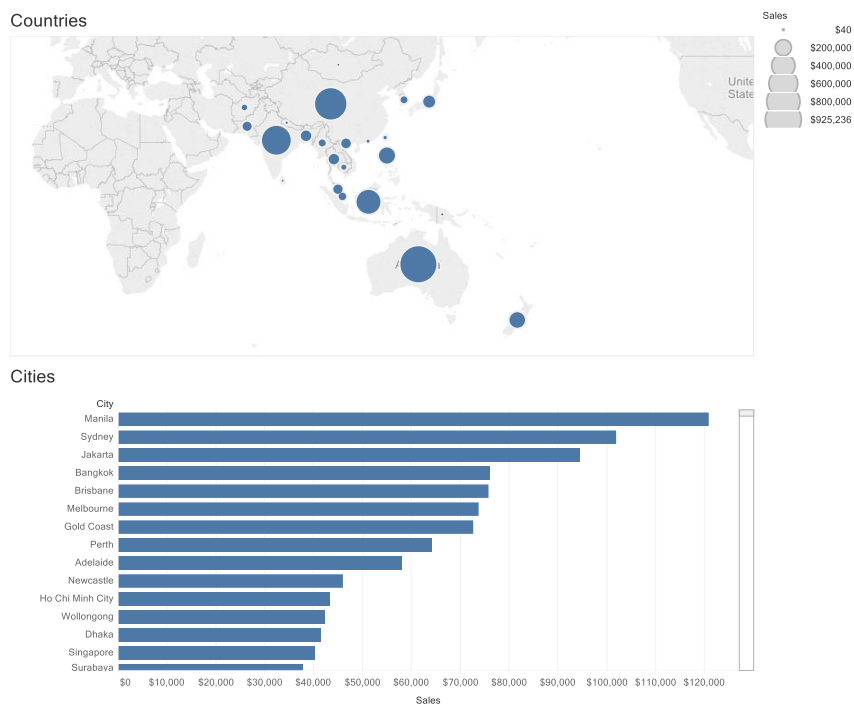 Countries
Sales
$40
$200,000
$400,000
$600,000
$800,000
$925,236
Unite
State
Cities
City
Manila
Sydney
Jakarta
Bangkok
Brisbane
Melbourne
Gold Coast
Perth
Adelaide
Newcastle
Ho Chi Minh City
Wollongong
Dhaka
Singapore
Surabaya
$0 $10,000 $20,000 $30,000 $40,000 $50,000 $60,000 $70,000 $80,000 $90,000 $100,000 $110,000 $120,000
Sales